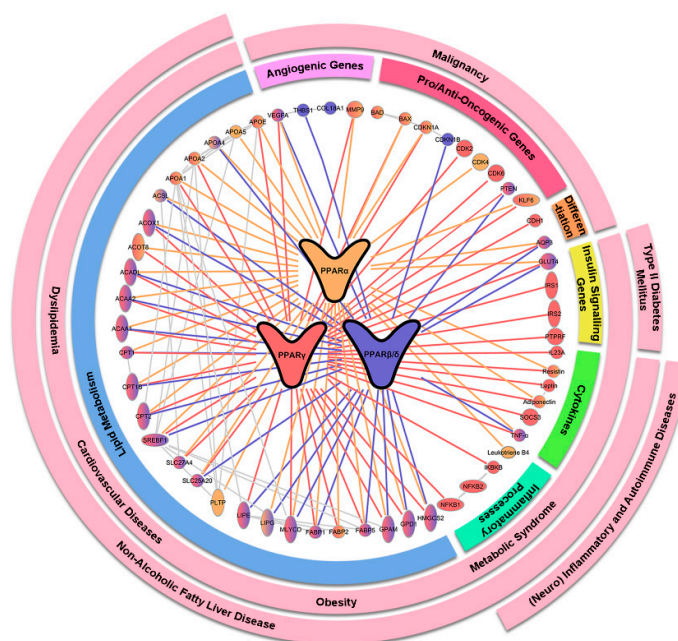 Malignancy
Angiogenic Genes
Pro/Anti-Oncogenic Genes
Differen
-tiation
Insulin Signalling
Genes
Type II Diabetes
Mellitus
Cytokines
Inflammatory
Processes
(Neuro) Inflammatory and Autoimmune Diseases
Metabolic Syndrome
Obesity
Non-Alcoholic Fatty Liver Disease
Cardiovascular Diseases
Dyslipidemia
Lipid Metabolism
PPARα
PPARγ
PPARβ/δ
VEGFA
THBS1
COL18A1
MMP9
BAD
BAX
CDKN1A
CDKN1B
CDK2
CDK4
CDK6
PTEN
KLF6
CDH1
AQP3
GLUT4
IRS1
IRS2
PTPRF
IL23A
Resistin
Leptin
Adiponectin
SOCS3
TNF-α
Leukotriene B4
IKBKB
NFKB2
NFKB1
HMGCS2
GPD1
GPAM
FABP5
FABP2
FABP1
MLYCD
LIPG
LIPE
PLTP
SLC25A20
SLC27A4
SREBF1
CPT2
CPT1B
CPT1
ACAA1
ACAA2
ACADL
ACOT8
ACOX1
ACSL
APOA1
APOA2
APOA4
APOA5
APOE